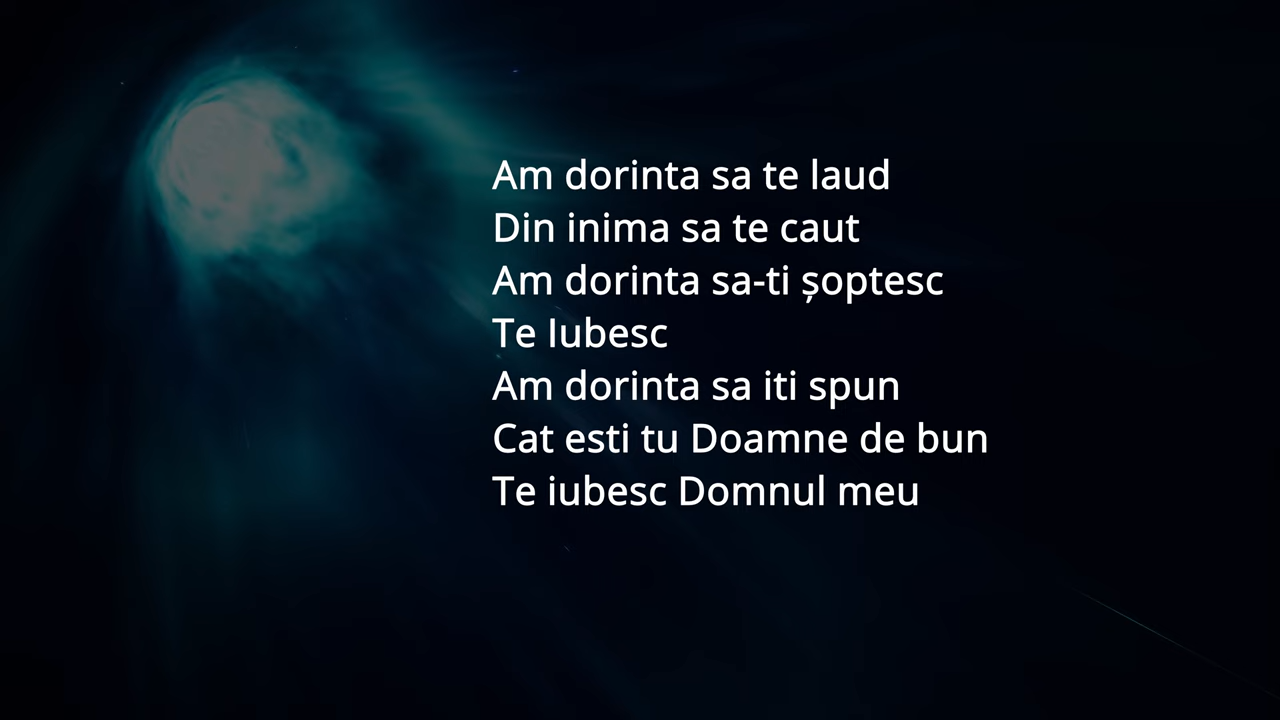 Am dorinta sa te laud
Din inima sa te caut
Am dorinta sa-ti șoptesc
Te Iubesc
Am dorinta sa iti spun
Cat esti tu Doamne de bun
Te iubesc Domnul meu